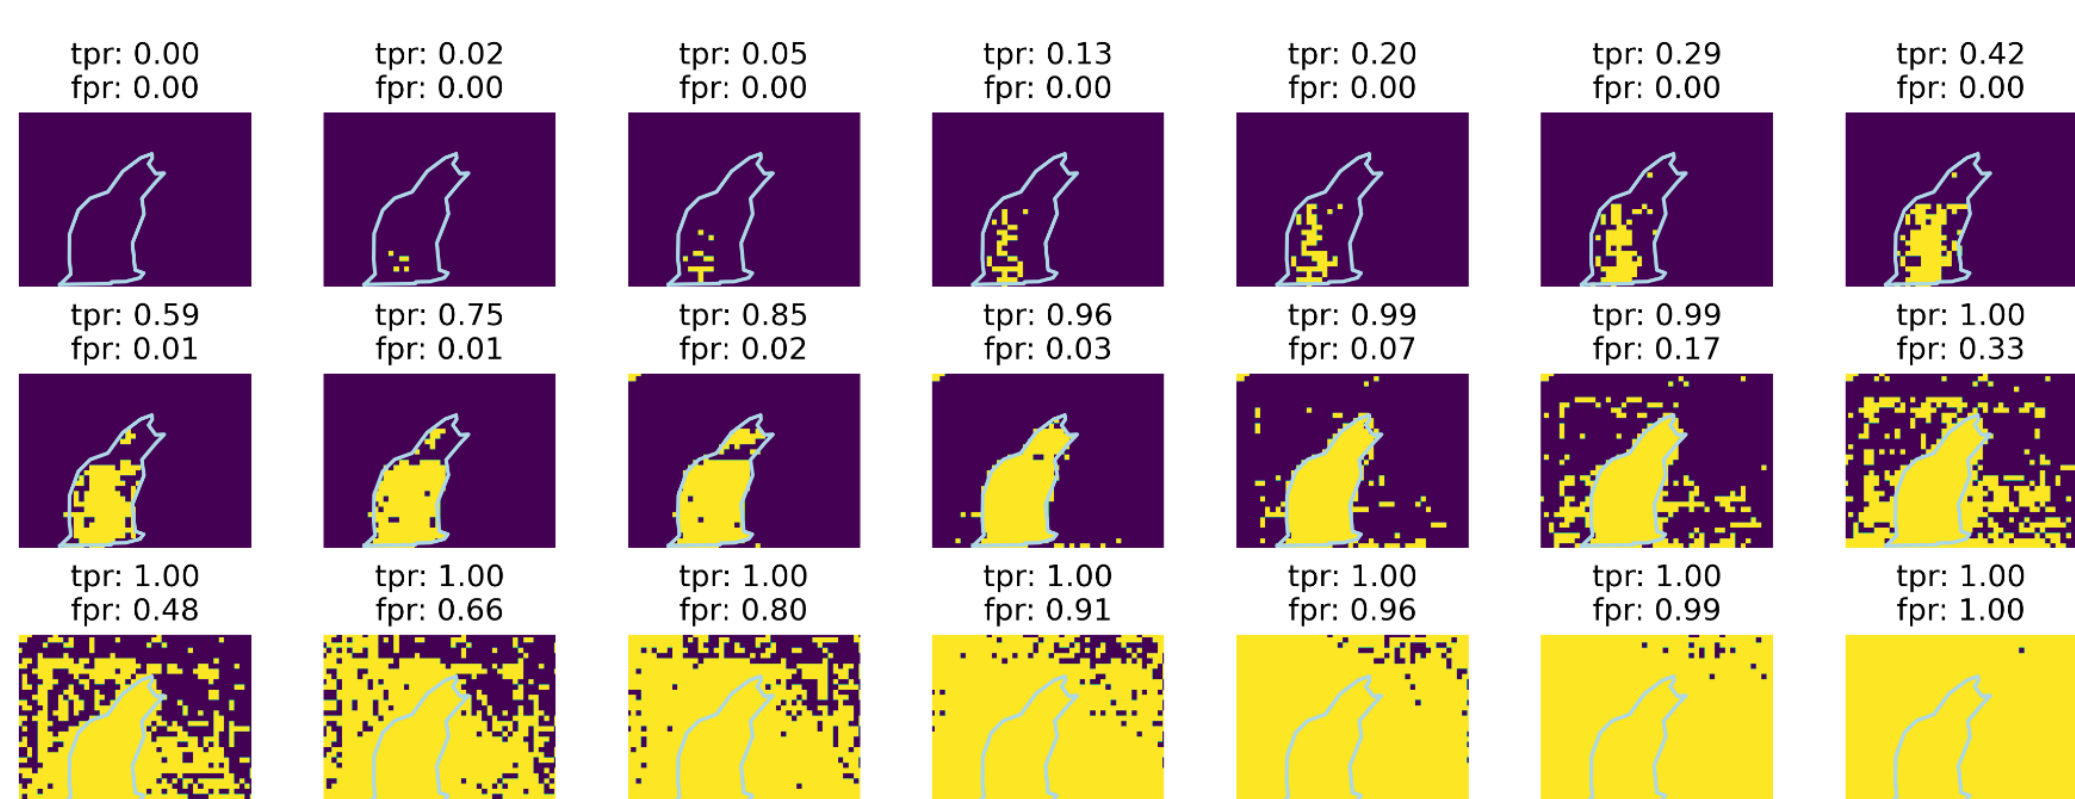 tpr: 0.00
fpr: 0.00
tpr: 0.02
fpr: 0.00
tpr: 0.05
fpr: 0.00
tpr: 0.13
fpr: 0.00
tpr: 0.20
fpr: 0.00
tpr: 0.29
fpr: 0.00
tpr: 0.42
fpr: 0.00
tpr: 0.59
fpr: 0.01
tpr: 0.75
fpr: 0.01
tpr: 0.85
fpr: 0.02
tpr: 0.96
fpr: 0.03
tpr: 0.99
fpr: 0.07
tpr: 0.99
fpr: 0.17
tpr: 1.00
fpr: 0.33
tpr: 1.00
fpr: 0.48
tpr: 1.00
fpr: 0.66
tpr: 1.00
fpr: 0.80
tpr: 1.00
fpr: 0.91
tpr: 1.00
fpr: 0.96
tpr: 1.00
fpr: 0.99
tpr: 1.00
fpr: 1.00